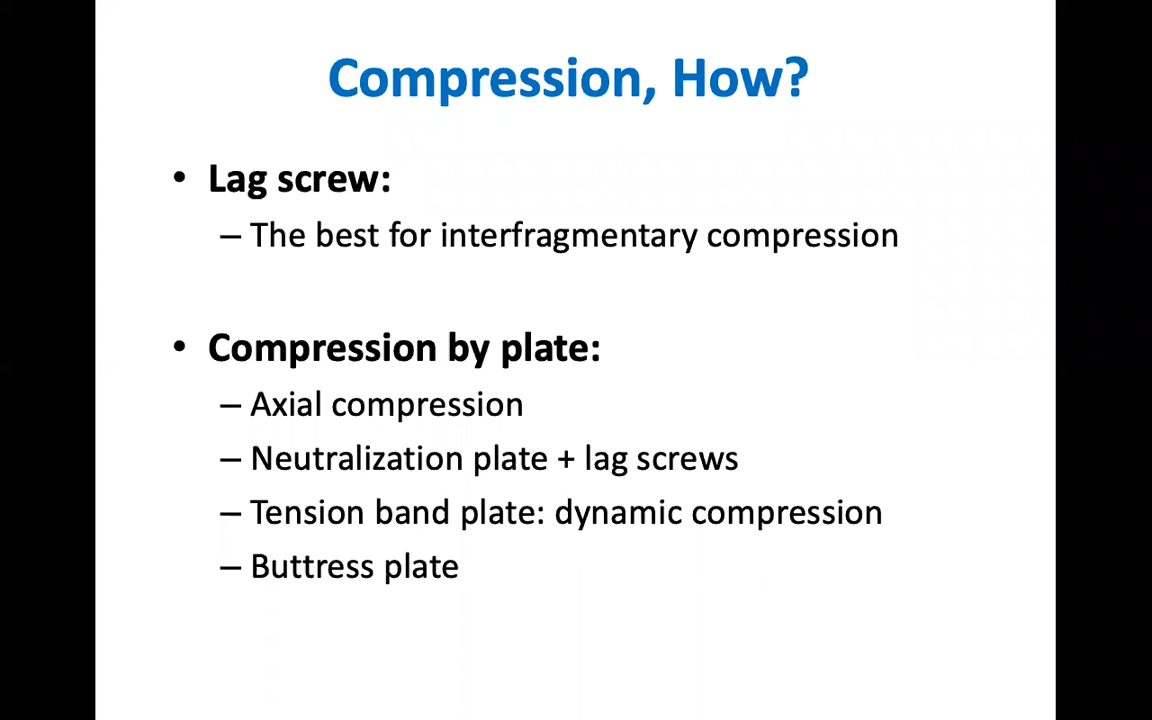 Compression, How?
• Lag screw:
– The best for interfragmentary compression
• Compression by plate:
– Axial compression
– Neutralization plate + lag screws
– Tension band plate: dynamic compression
– Buttress plate